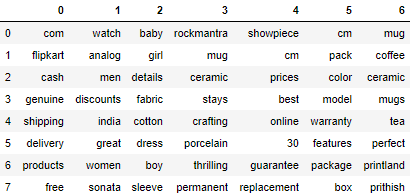 0 1 2 3 4 5 6
0 com watch baby rockmantra showpiece cm mug
1 flipkart analog girl mug cm pack coffee
2 cash men details ceramic prices color ceramic
3 genuine discounts fabric stays best model mugs
4 shipping india cotton crafting online warranty tea
5 delivery great dress porcelain 30 features perfect
6 products women boy thrilling guarantee package printland
7 free sonata sleeve permanent replacement box prithish